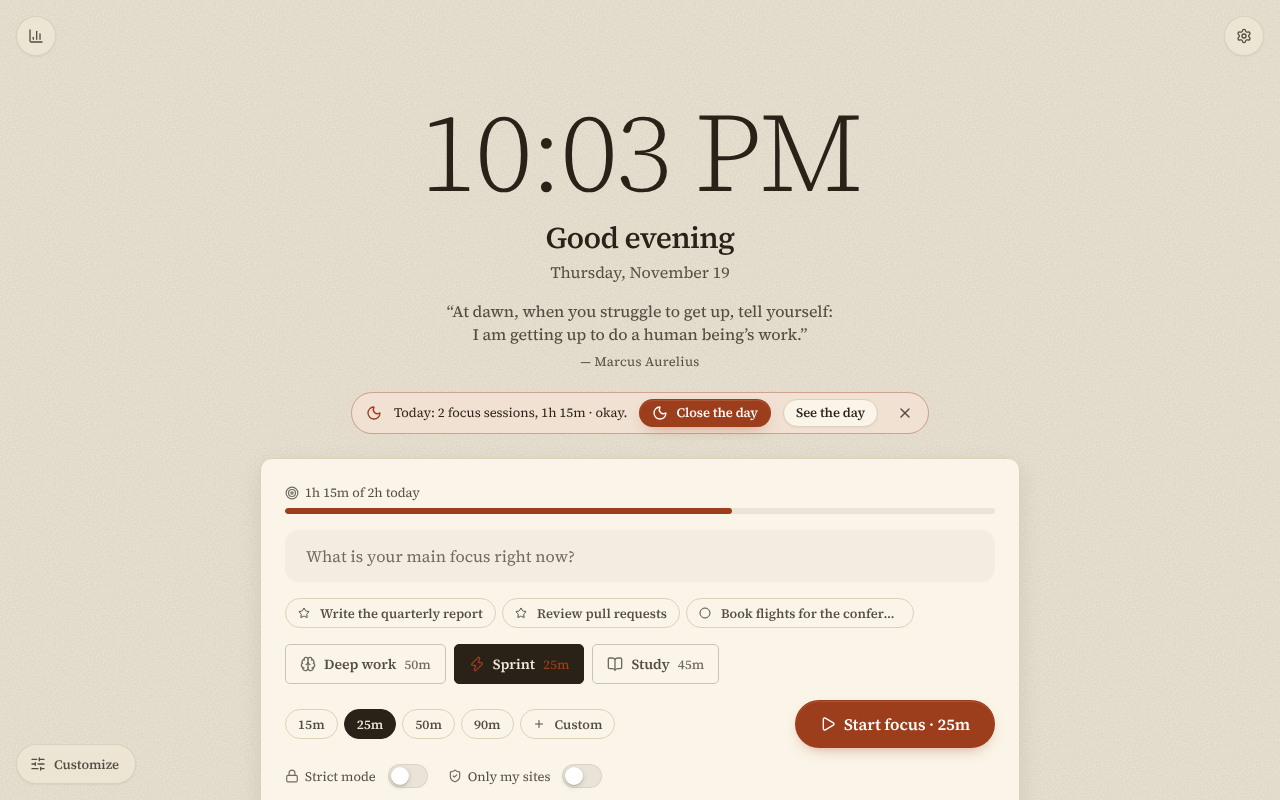 10:03 PM
Good evening
Thursday, November 19
“At dawn, when you struggle to get up, tell yourself:
I am getting up to do a human being’s work.”
— Marcus Aurelius
Today: 2 focus sessions, 1h 15m · okay. Close the day See the day
1h 15m of 2h today
What is your main focus right now?
Write the quarterly report Review pull requests Book flights for the confer…
Deep work 50m Sprint 25m Study 45m
15m 25m 50m 90m Custom Start focus · 25m
Customize
Strict mode Only my sites